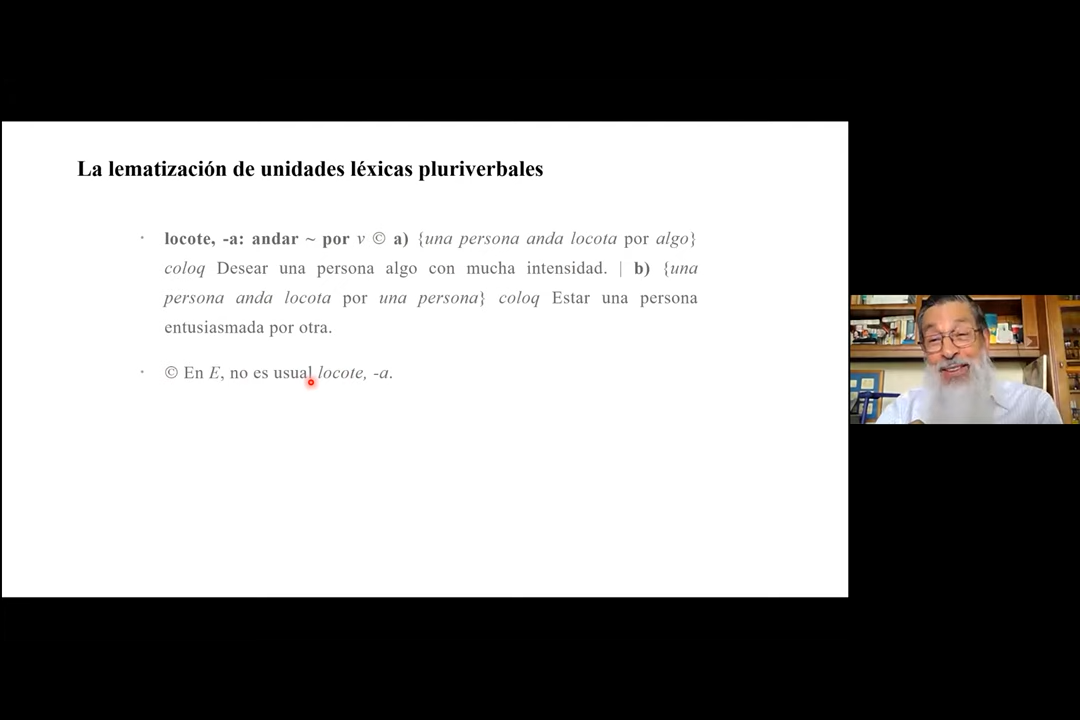 La lematización de unidades léxicas pluriverbales
· locote, -a: andar ~ por v © a) {una persona anda locota por algo}
coloq Desear una persona algo con mucha intensidad. | b) {una
persona anda locota por una persona} coloq Estar una persona
entusiasmada por otra.
· © En E, no es usual locote, -a.